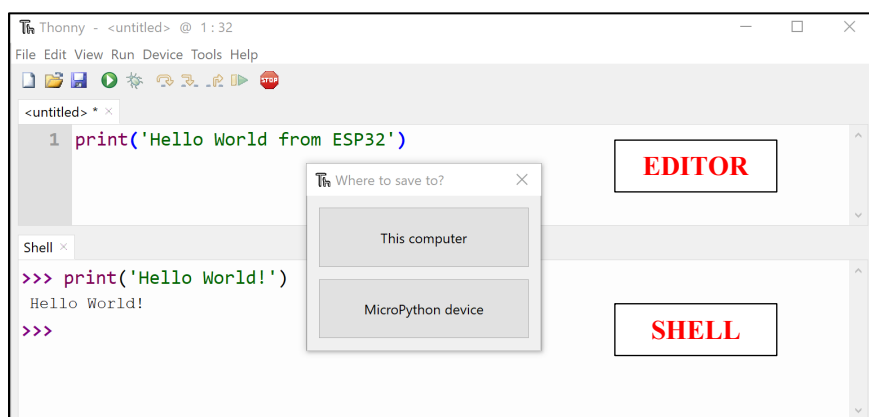 Thonny - <untitled> @ 1:32
File Edit View Run Device Tools Help
STOP
<untitled> *
1 print('Hello World from ESP32')
EDITOR
Where to save to?
This computer
MicroPython device
Shell
>>> print('Hello World!')
Hello World!
>>>
SHELL